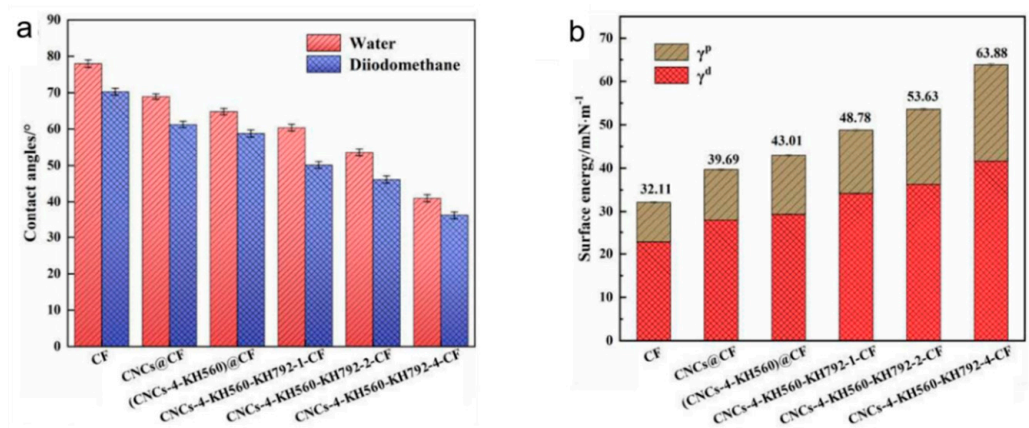 a
90
80
70
60
50
40
30
20
10
0
Contact angles/°
Water
Diiodomethane
CF
CNCs@CF
(CNCs-4-KH560)@CF
CNCs-4-KH560-KH792-1-CF
CNCs-4-KH560-KH792-2-CF
CNCs-4-KH560-KH792-4-CF
b
70
60
50
40
30
20
10
0
Surface energy/mN·m⁻¹
γᵖ
γᵈ
32.11
39.69
43.01
48.78
53.63
63.88
CF
CNCs@CF
(CNCs-4-KH560)@CF
CNCs-4-KH560-KH792-1-CF
CNCs-4-KH560-KH792-2-CF
CNCs-4-KH560-KH792-4-CF